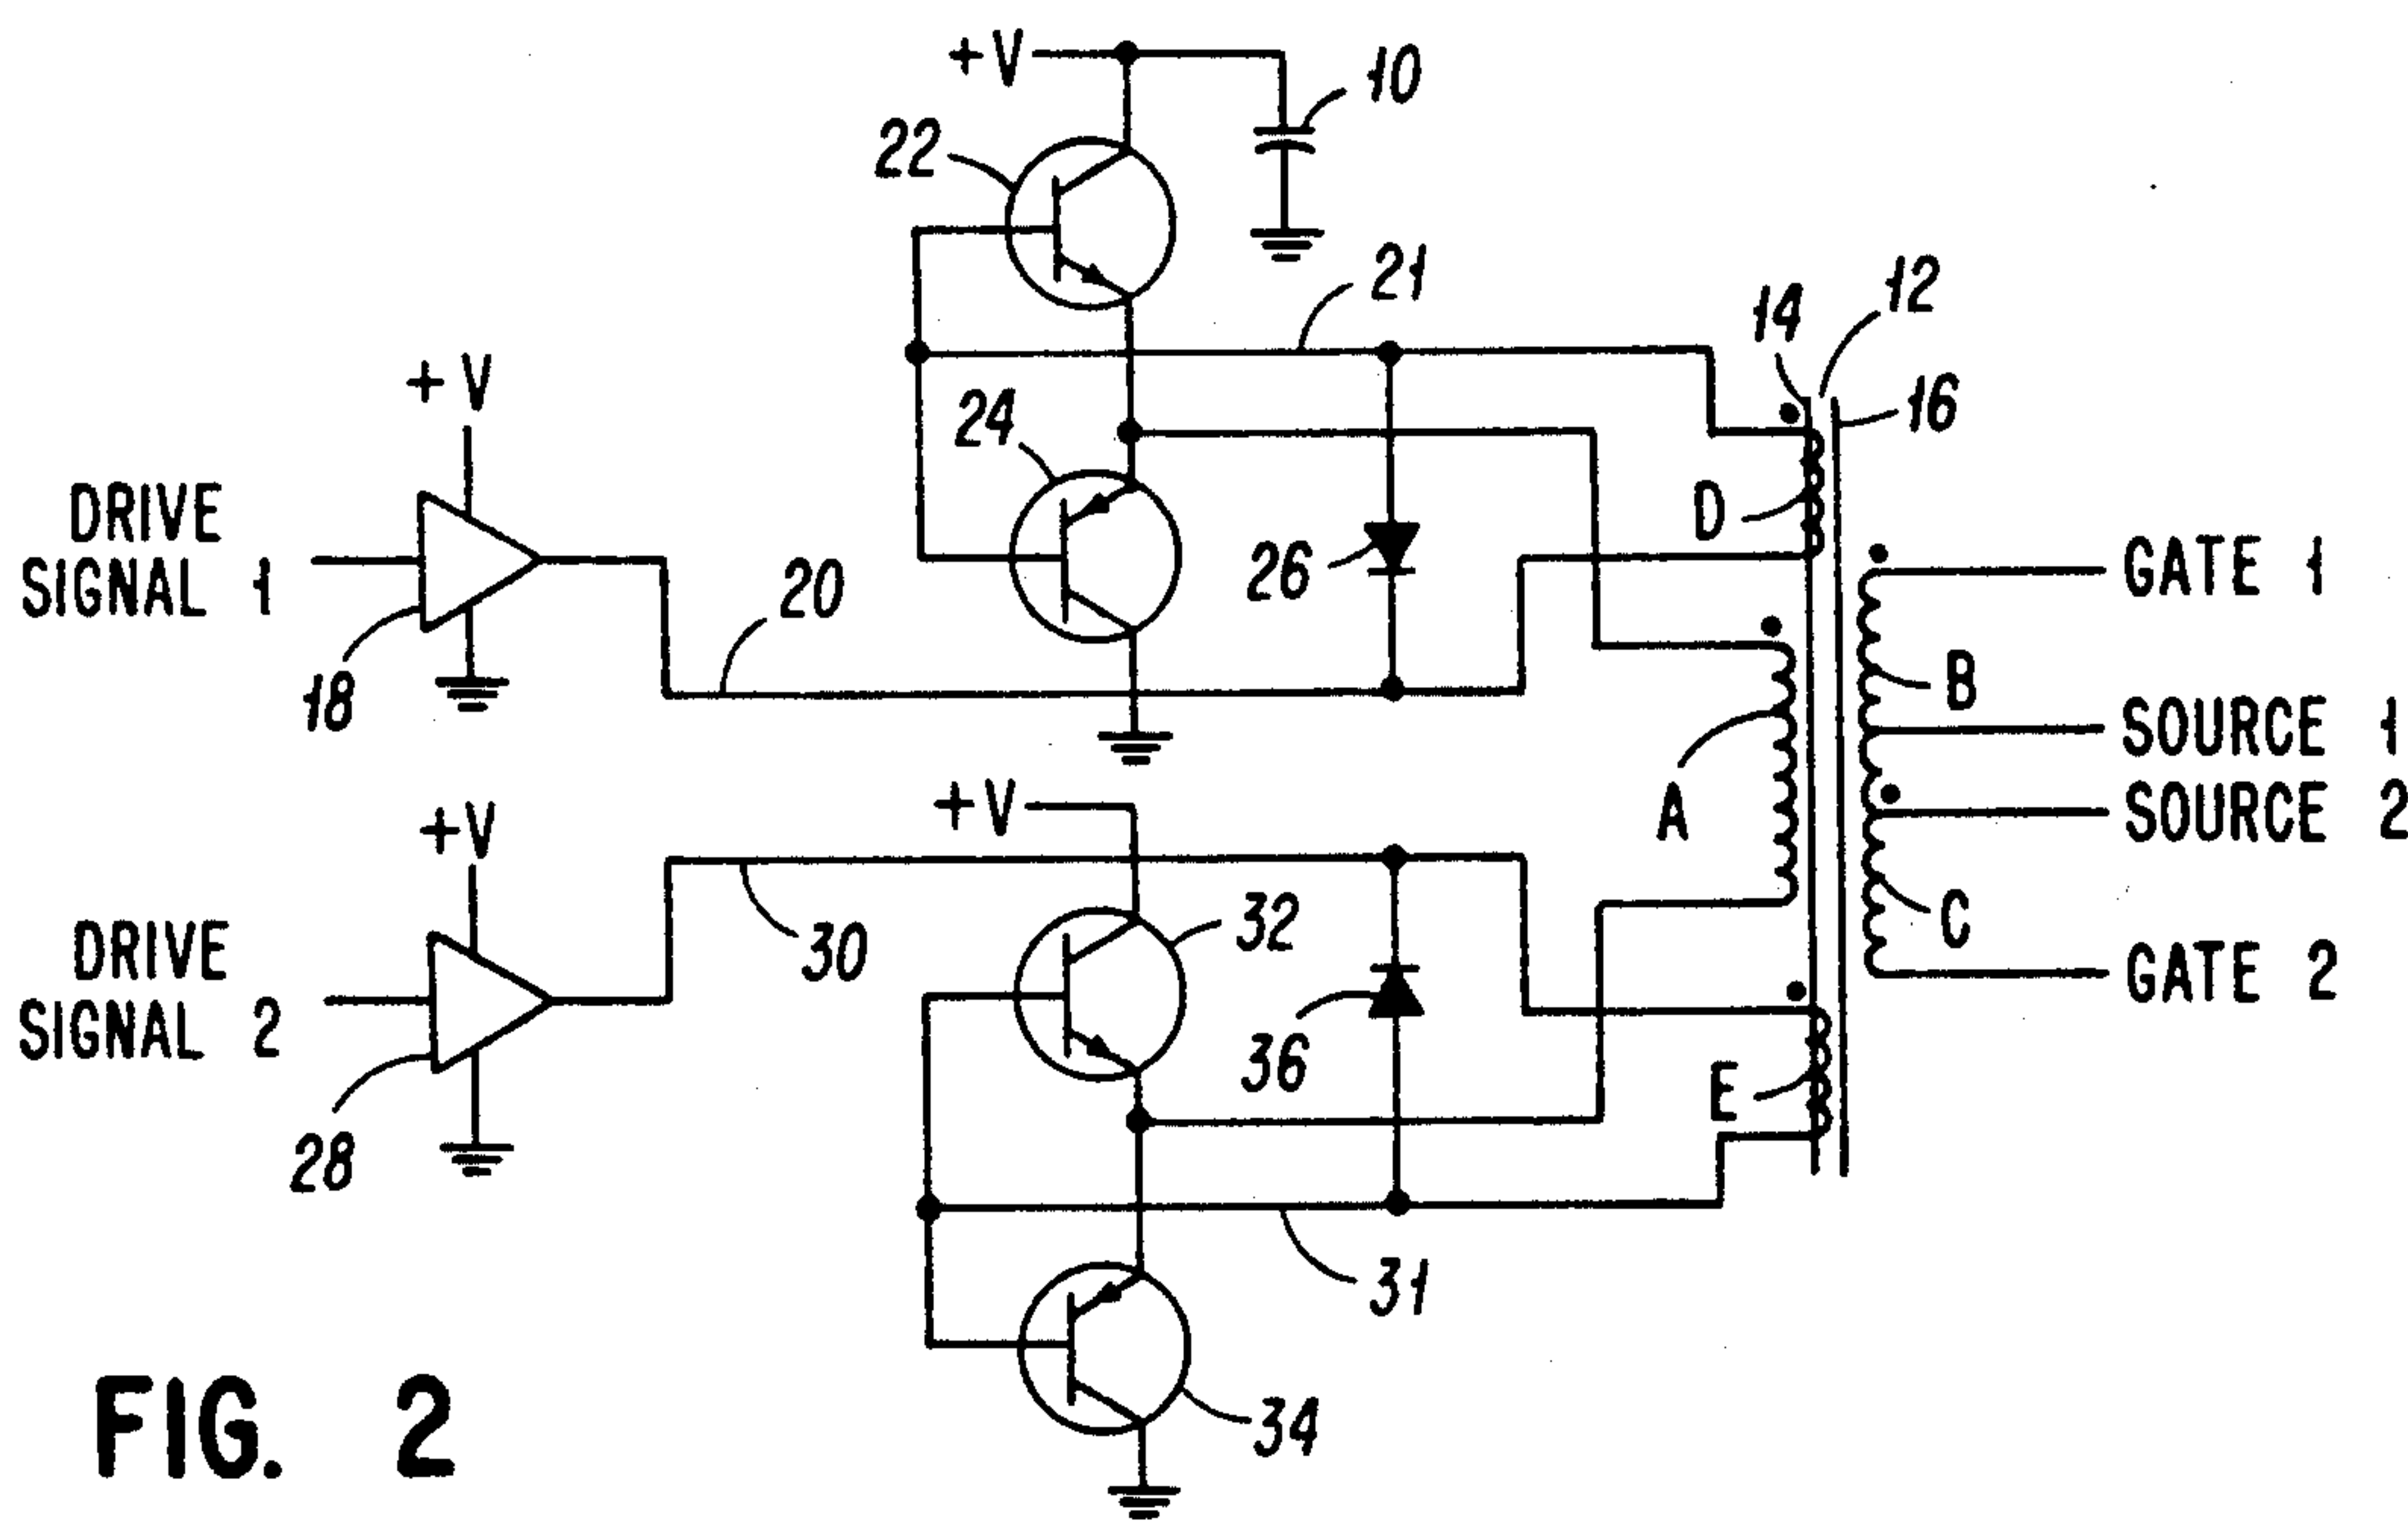 +V
10
22
21
12
14
16
+V
24
DRIVE
SIGNAL 1
D
GATE 1
26
20
18
B
SOURCE 1
A
SOURCE 2
+V
+V
C
DRIVE
SIGNAL 2
30
32
GATE 2
36
E
28
31
34
FIG. 2